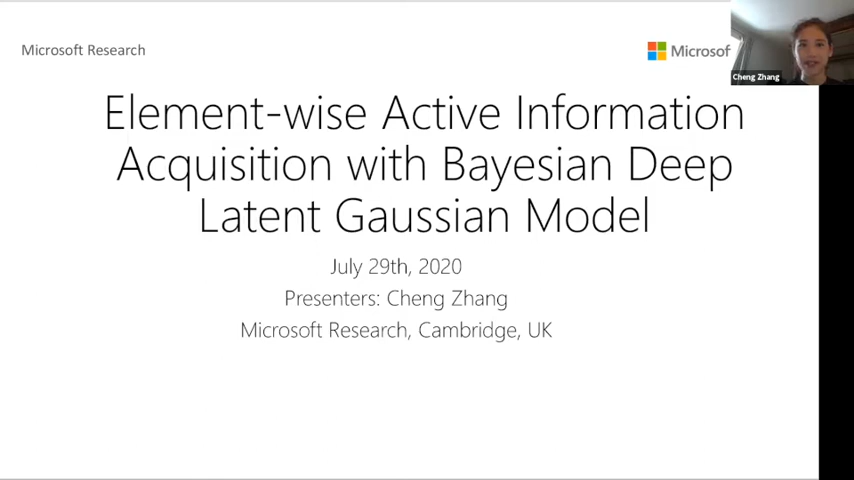 Microsoft Research
Microsof
Cheng Zhang
Element-wise Active Information
Acquisition with Bayesian Deep
Latent Gaussian Model
July 29th, 2020
Presenters: Cheng Zhang
Microsoft Research, Cambridge, UK